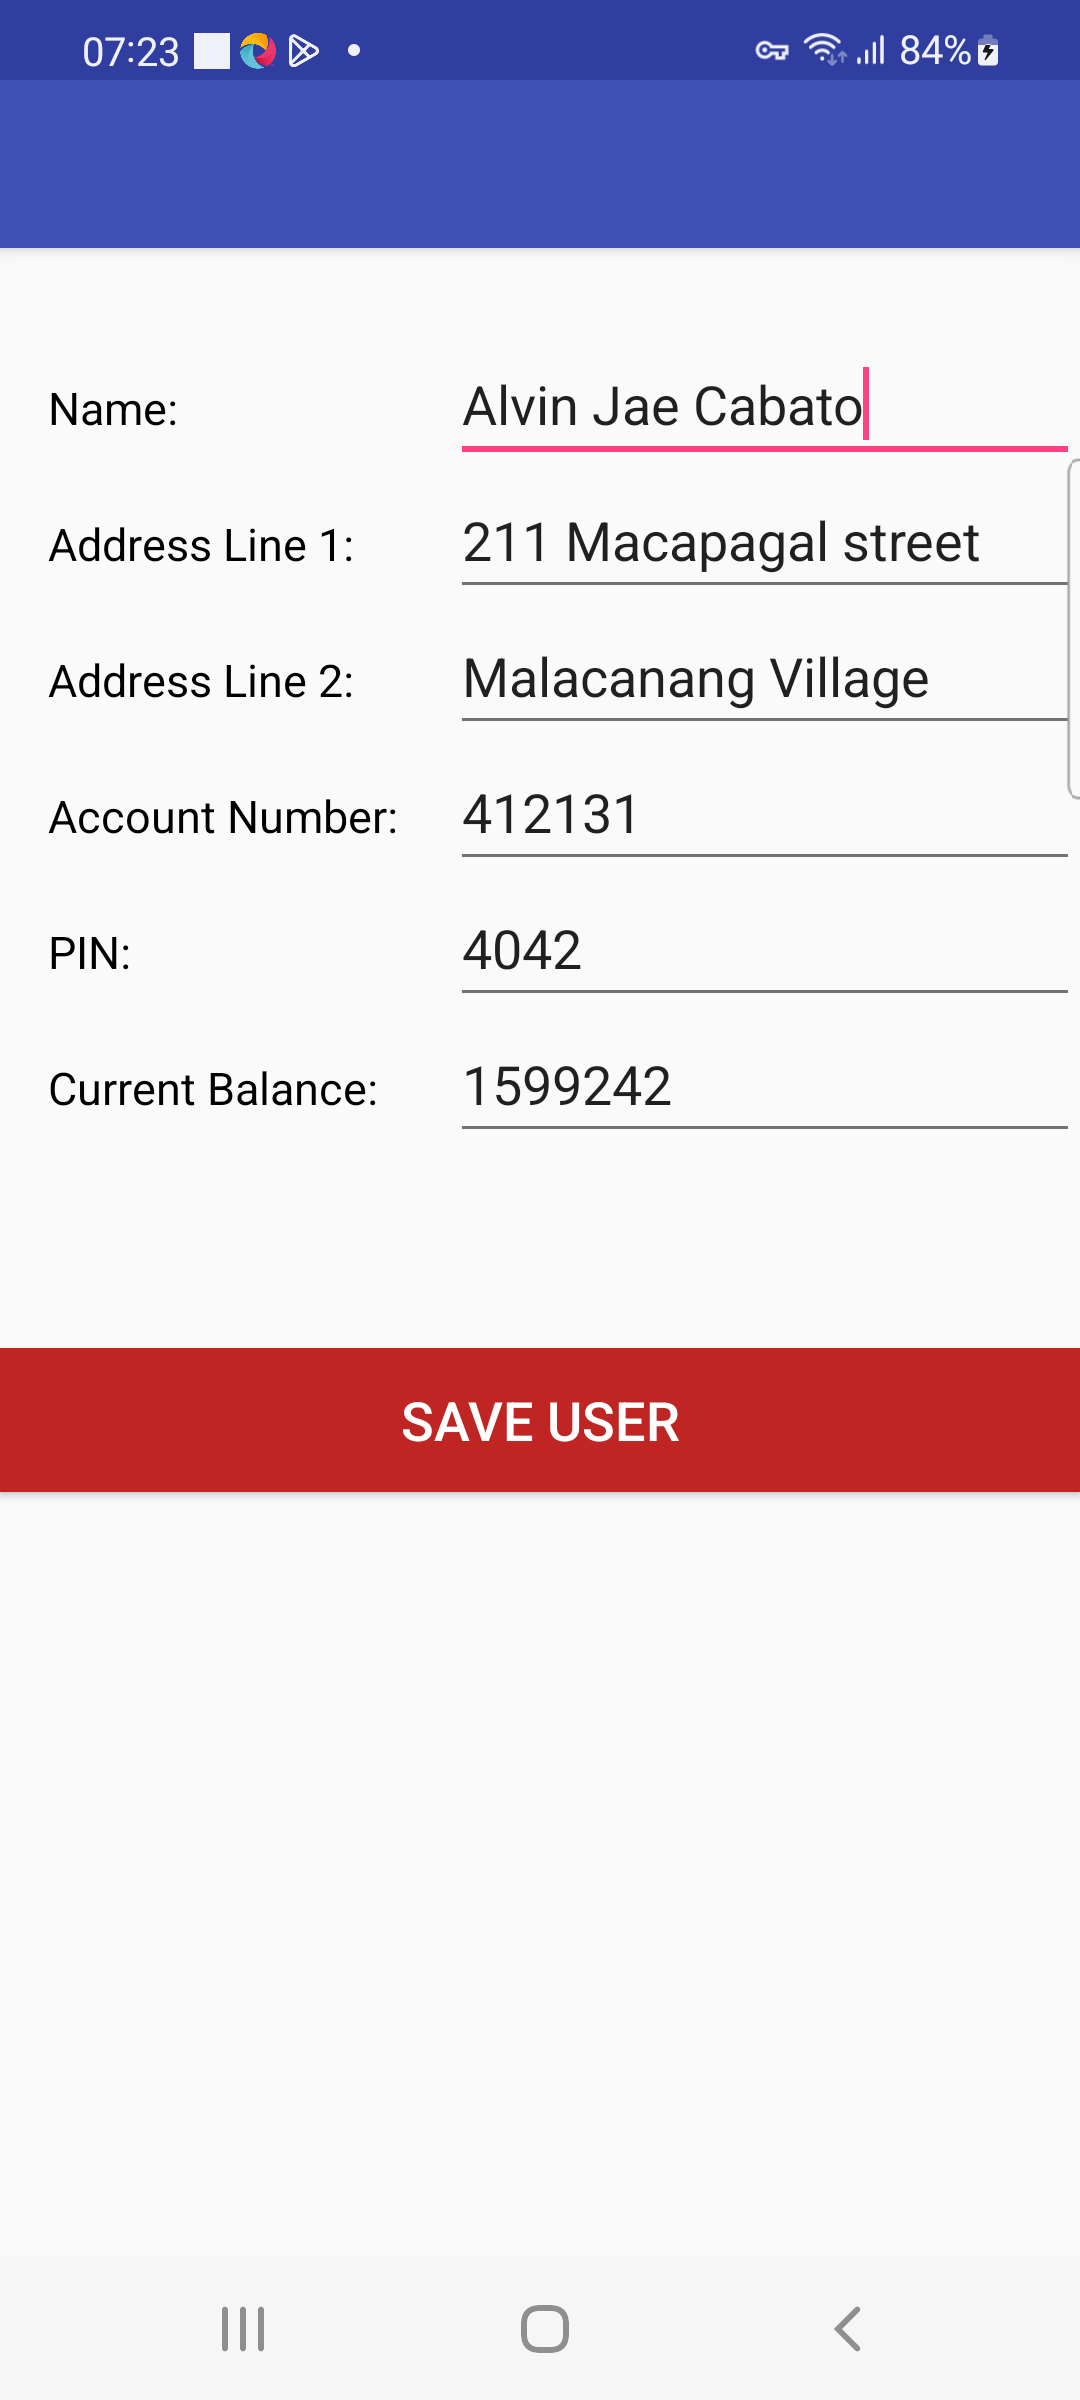 07:23 84%
Name: Alvin Jae Cabato
Address Line 1: 211 Macapagal street
Address Line 2: Malacanang Village
Account Number: 412131
PIN: 4042
Current Balance: 1599242
SAVE USER